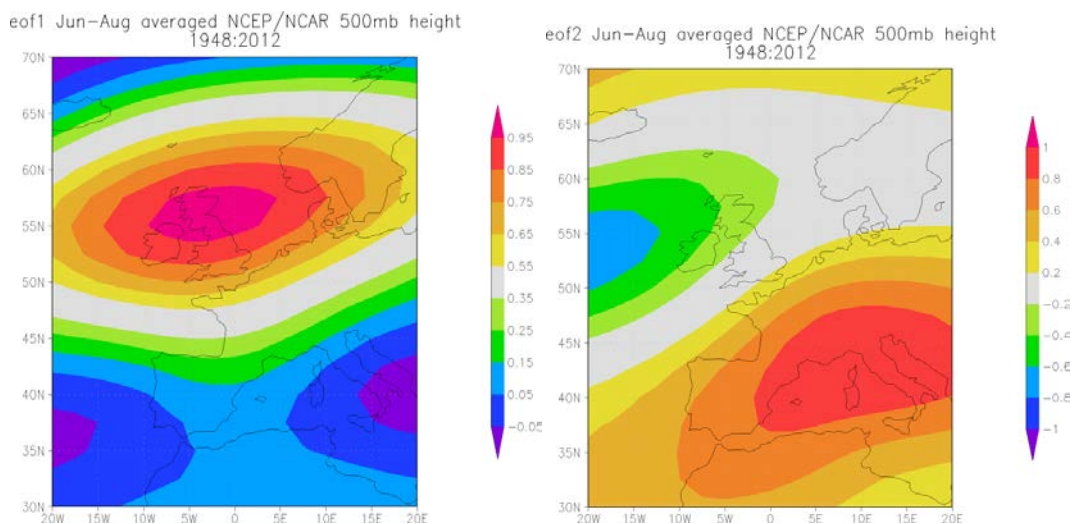 eof1 Jun-Aug averaged NCEP/NCAR 500mb height
1948:2012
70N
65N
60N
55N
50N
45N
40N
35N
30N
20W 15W 10W 5W 0 5E 10E 15E 20E
0.95
0.85
0.75
0.65
0.55
0.35
0.25
0.15
0.05
-0.05
eof2 Jun-Aug averaged NCEP/NCAR 500mb height
1948:2012
70N
65N
60N
55N
50N
45N
40N
35N
30N
20W 15W 10W 5W 0 5E 10E 15E 20E
1
0.8
0.6
0.4
0.2
-0.2
-0.4
-0.6
-0.8
-1